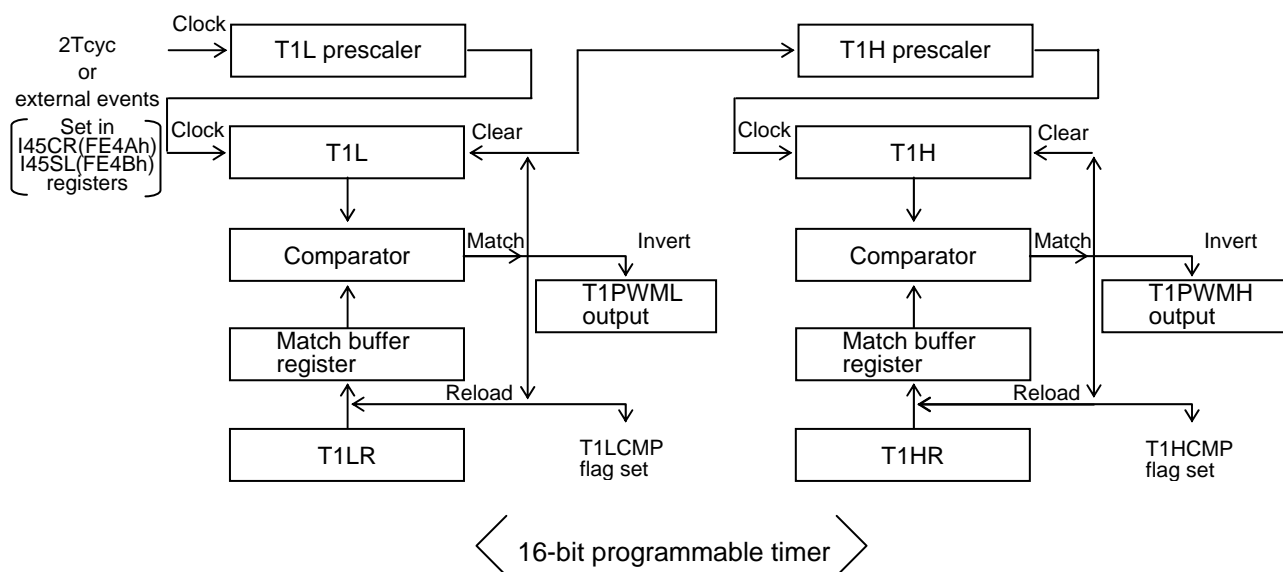 Clock
2Tcyc
or
external events
Set in
I45CR(FE4Ah)
I45SL(FE4Bh)
registers
T1L prescaler
T1H prescaler
Clock
T1L
Clear
Clock
T1H
Clear
Comparator
Match
Invert
Comparator
Match
Invert
T1PWML
output
T1PWMH
output
Match buffer
register
Match buffer
register
Reload
Reload
T1LR
T1LCMP
flag set
T1HR
T1HCMP
flag set
16-bit programmable timer